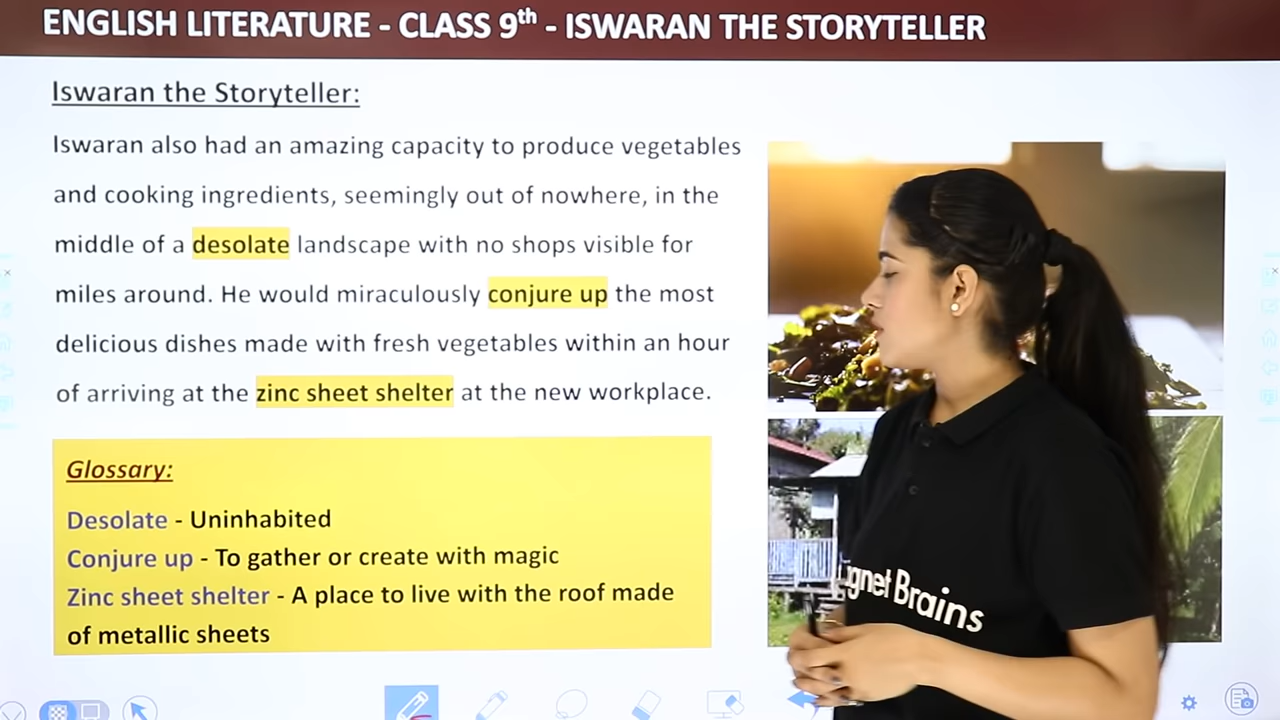 ENGLISH LITERATURE - CLASS 9th - ISWARAN THE STORYTELLER
Iswaran the Storyteller:
Iswaran also had an amazing capacity to produce vegetables
and cooking ingredients, seemingly out of nowhere, in the
middle of a desolate landscape with no shops visible for
miles around. He would miraculously conjure up the most
delicious dishes made with fresh vegetables within an hour
of arriving at the zinc sheet shelter at the new workplace.
Glossary:
Desolate - Uninhabited
Conjure up - To gather or create with magic
Zinc sheet shelter - A place to live with the roof made
of metallic sheets
gnet Brains